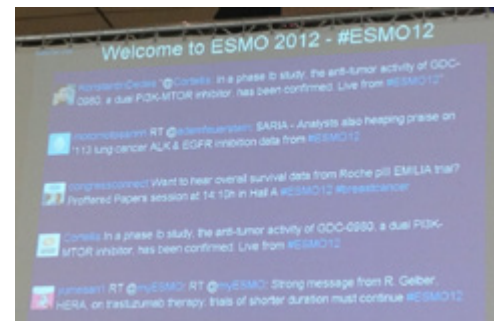 Welcome to ESMO 2012 - #ESMO12
@Cortellis: In a phase Ib study, the anti-tumor activity of GDC-
0980, a dual PI3K-MTOR inhibitor, has been confirmed. Live from #ESMO12"
RT @adamfeuerstein: $ARIA - Analysts also heaping praise on
'113 lung cancer ALK & EGFR inhibition data from #ESMO12
congressconnect: Want to hear overall survival data from Roche pill EMILIA trial?
Proffered Papers session at 14:10h in Hall A #ESMO12 #breastcancer
Cortellis: In a phase Ib study, the anti-tumor activity of GDC-0980, a dual PI3K-
MTOR inhibitor, has been confirmed. Live from #ESMO12
RT @myESMO: RT @myESMO: Strong message from R. Gelber,
HERA, on trastuzumab therapy: trials of shorter duration must continue #ESMO12